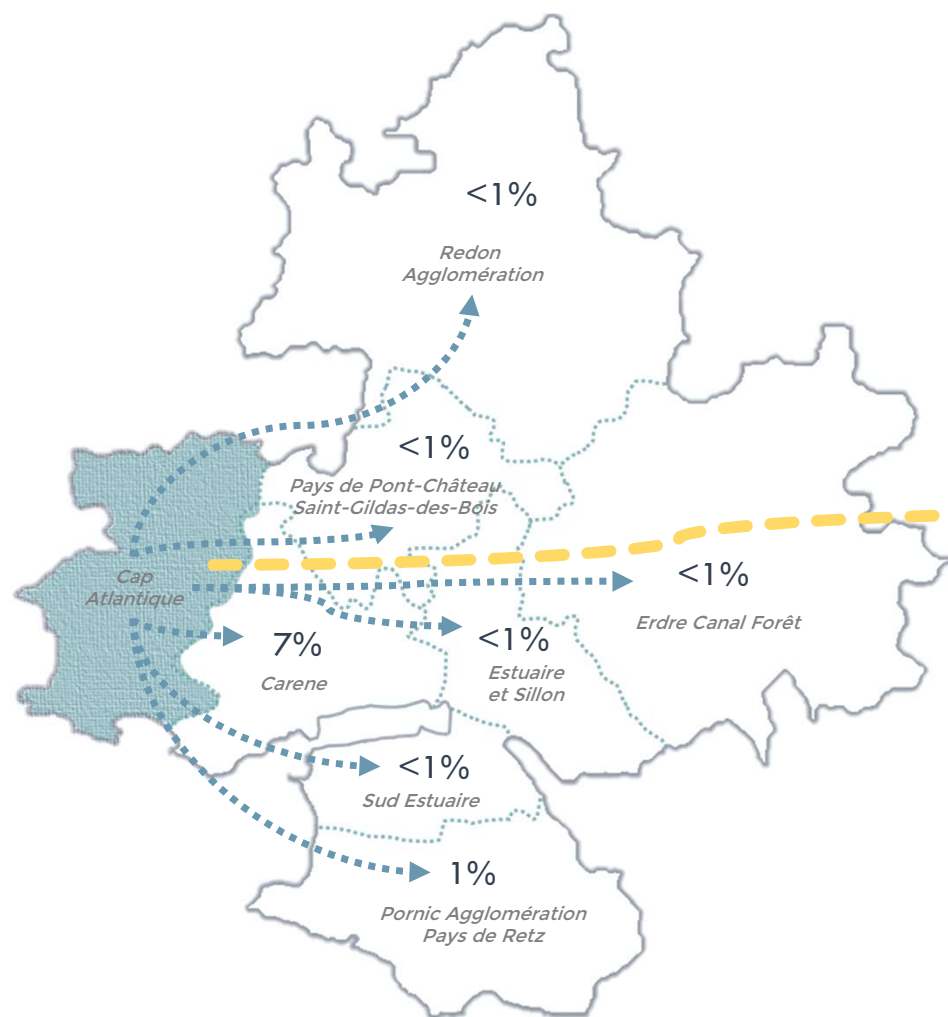 <1%
Redon
Agglomération
<1%
Pays de Pont-Château
Saint-Gildas-des-Bois
Cap
Atlantique
<1%
Erdre Canal Forêt
7%
Carene
<1%
Estuaire
et Sillon
<1%
Sud Estuaire
1%
Pornic Agglomération
Pays de Retz